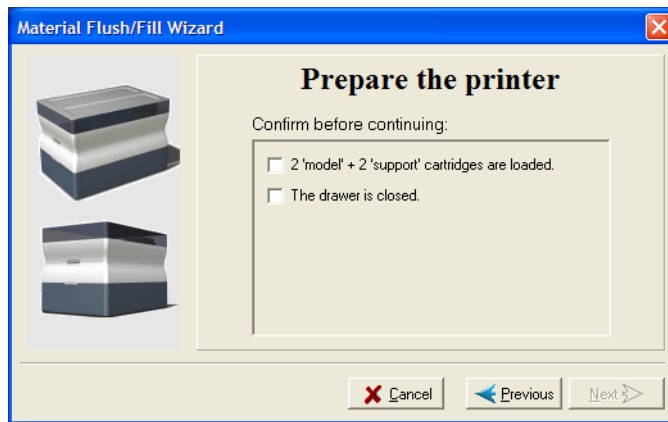 Material Flush/Fill Wizard
Prepare the printer
Confirm before continuing:
2 'model' + 2 'support' cartridges are loaded.
The drawer is closed.
Cancel
Previous
Next